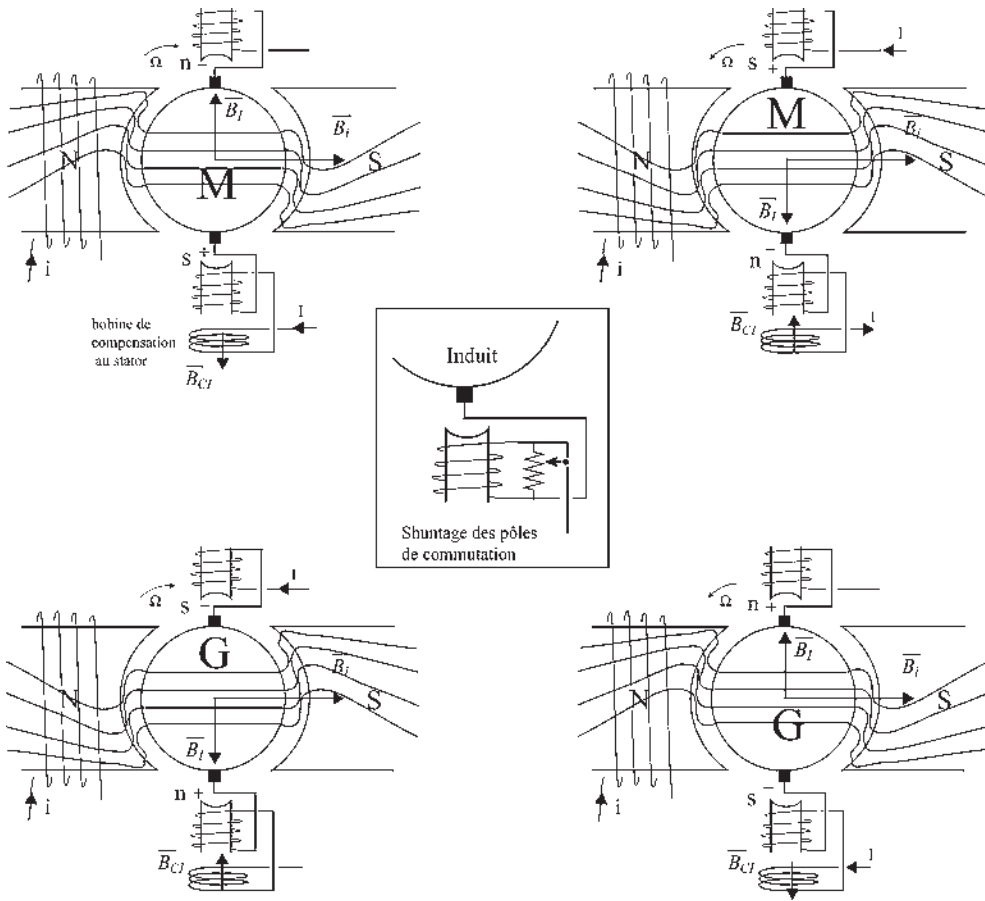 Ω
n –
B_I
B_i
N
S
M
i
s +
I
bobine de
compensation
au stator
B_CI
Ω
I
s +
M
B_i
N
S
B_I
i
n –
B_CI
I
Induit
Shuntage des pôles
de commutation
Ω
I
s –
G
B_i
N
S
B_I
i
n +
B_CI
Ω
n +
B_I
B_i
N
S
G
i
s –
B_CI
I